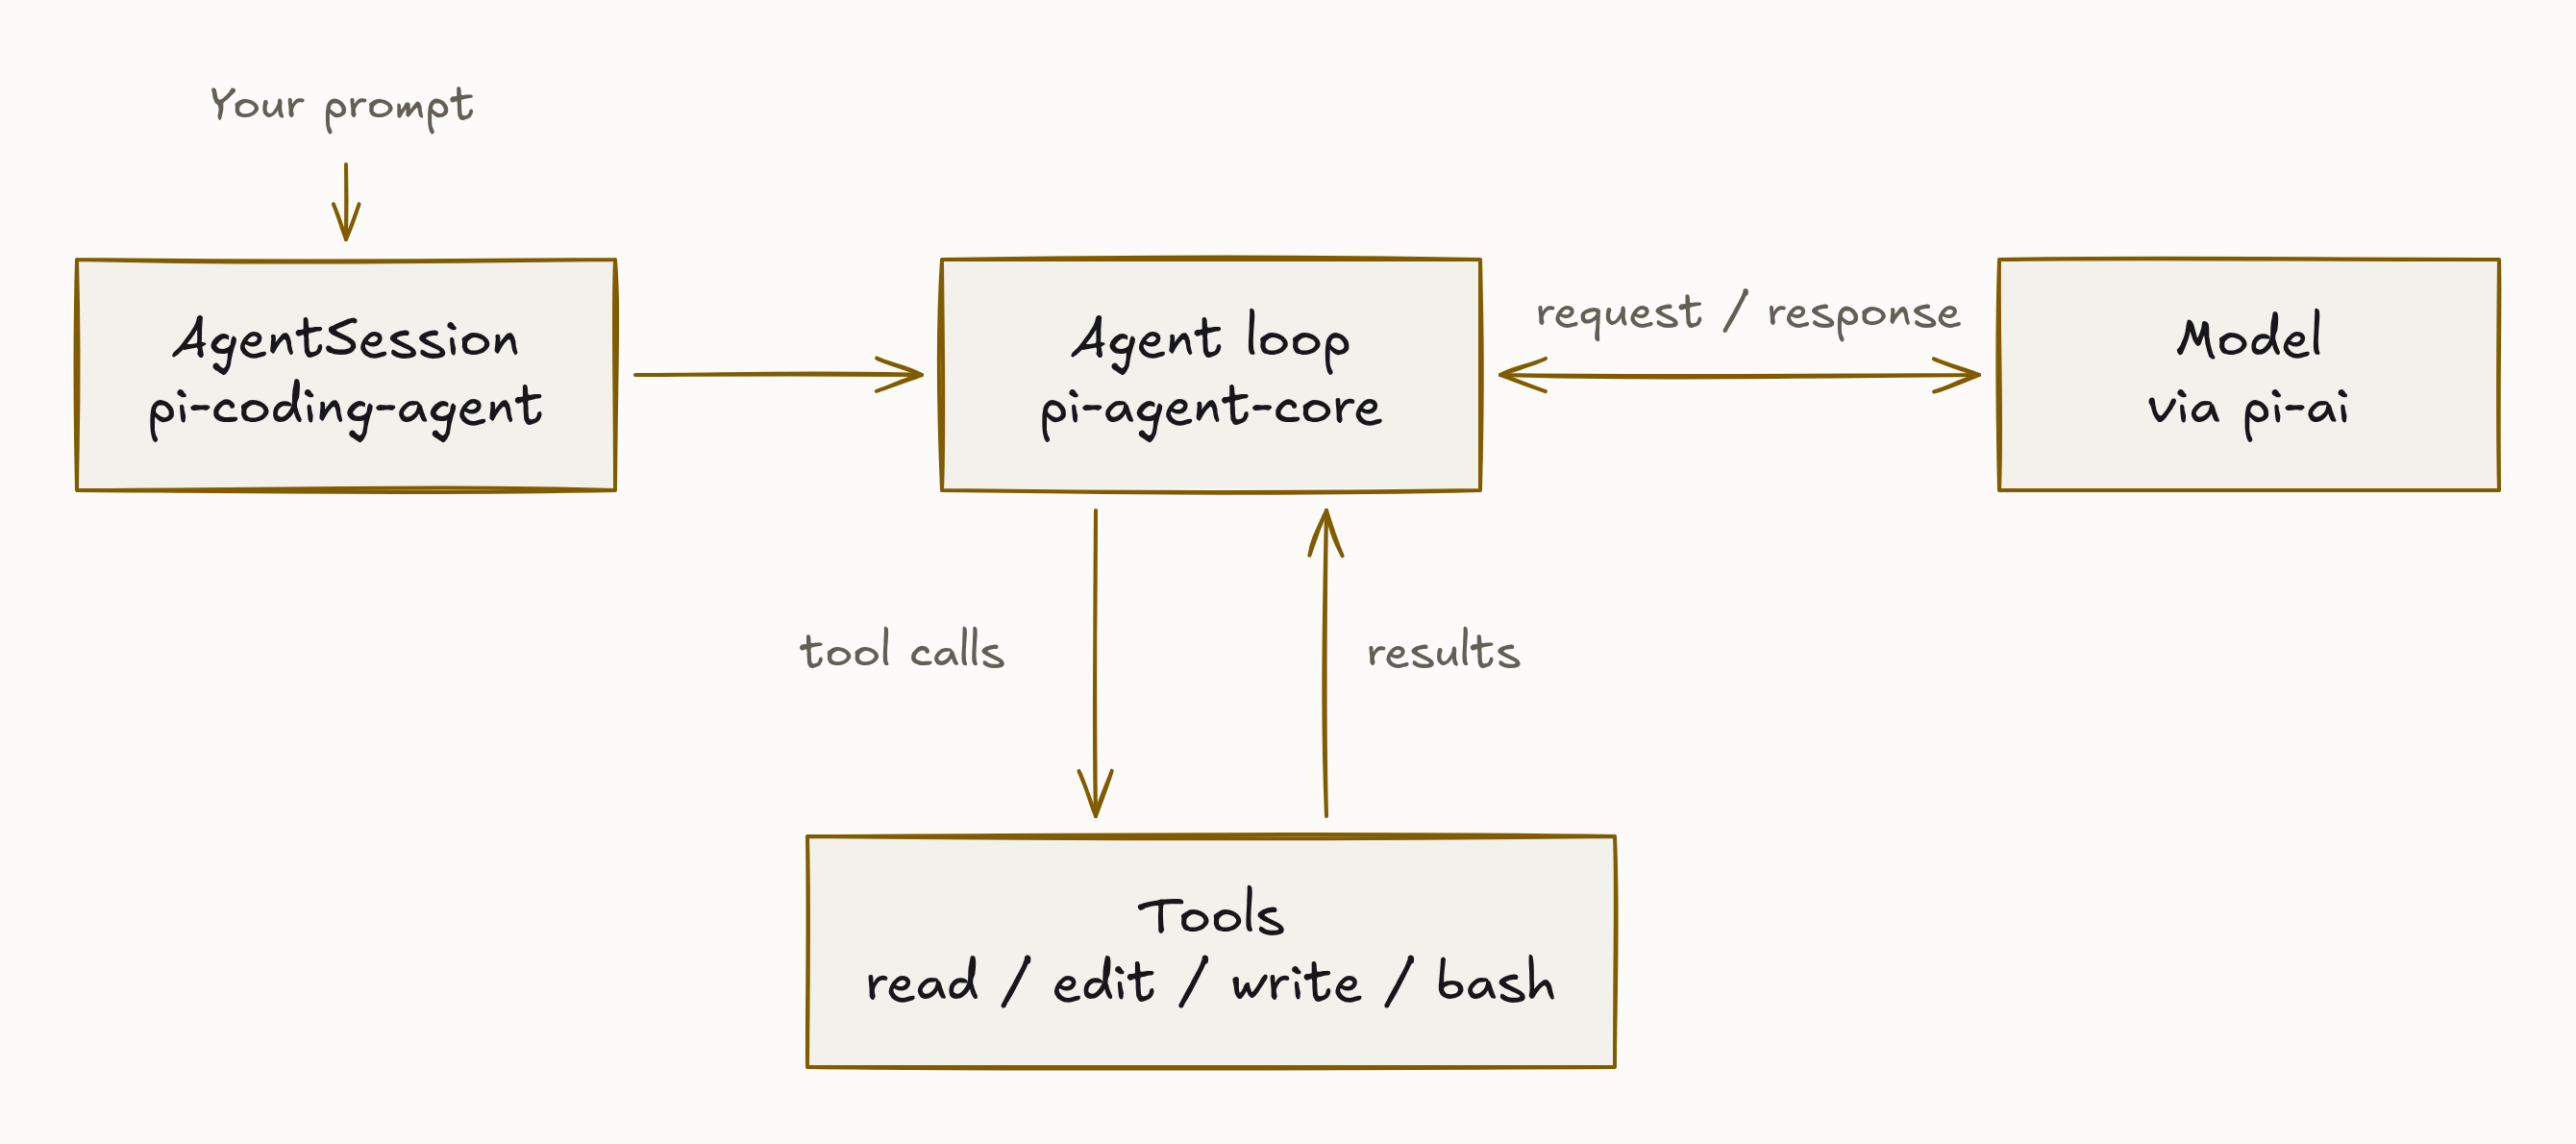 Your prompt
AgentSession
pi-coding-agent
Agent loop
pi-agent-core
request / response
Model
via pi-ai
tool calls
results
Tools
read / edit / write / bash